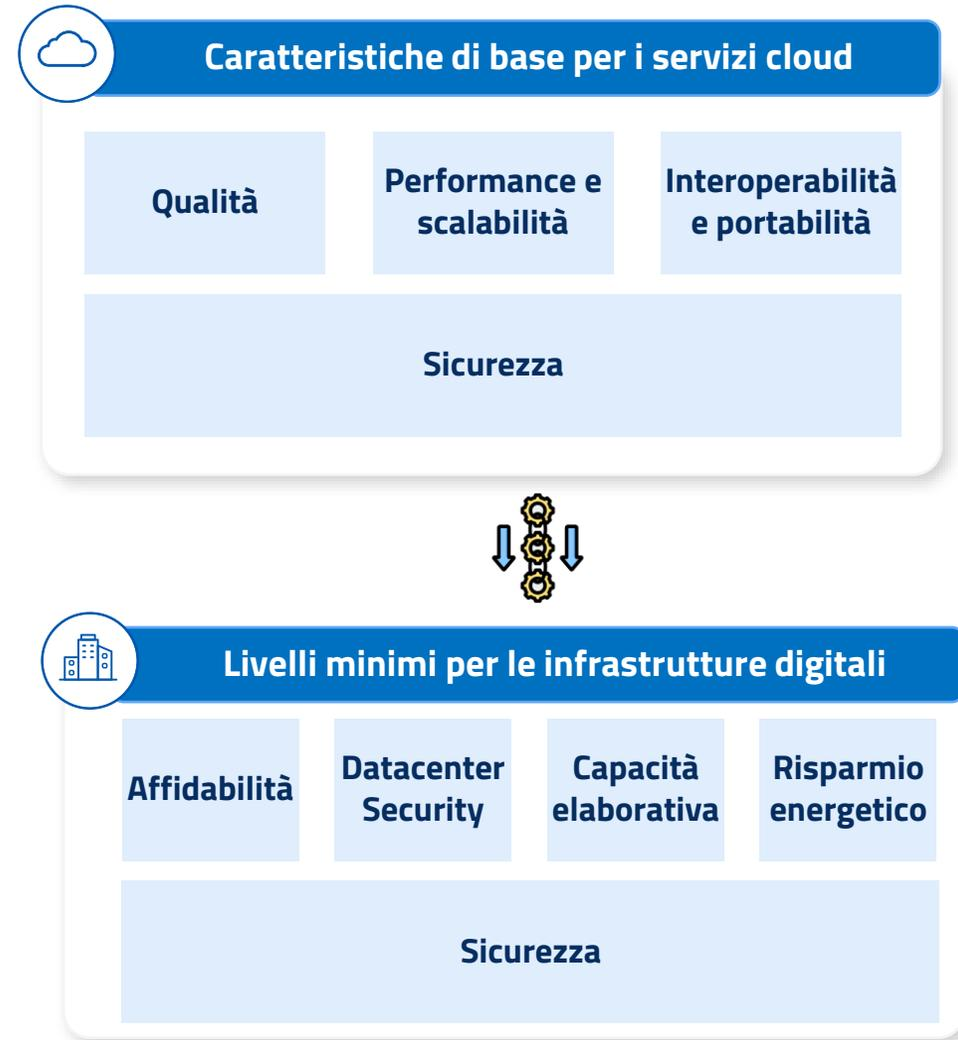 Caratteristiche di base per i servizi cloud
Qualità
Performance e
scalabilità
Interoperabilità
e portabilità
Sicurezza
Livelli minimi per le infrastrutture digitali
Affidabilità
Datacenter
Security
Capacità
elaborativa
Risparmio
energetico
Sicurezza